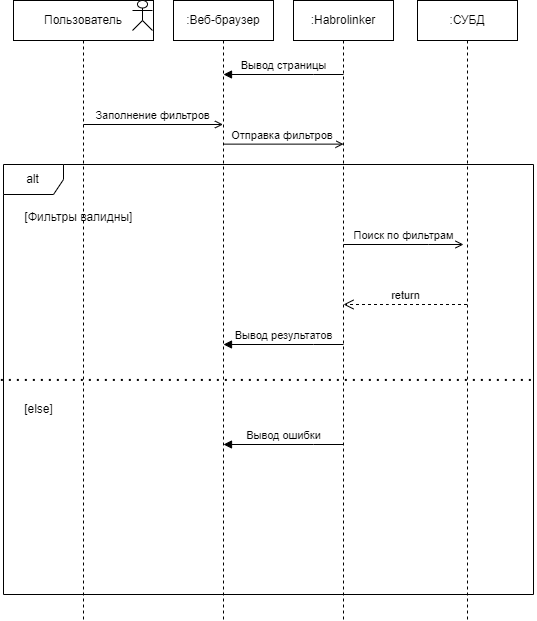 Пользователь
:Веб-браузер
:Habrolinker
:СУБД
Вывод страницы
Заполнение фильтров
Отправка фильтров
alt
[Фильтры валидны]
Поиск по фильтрам
return
Вывод результатов
[else]
Вывод ошибки